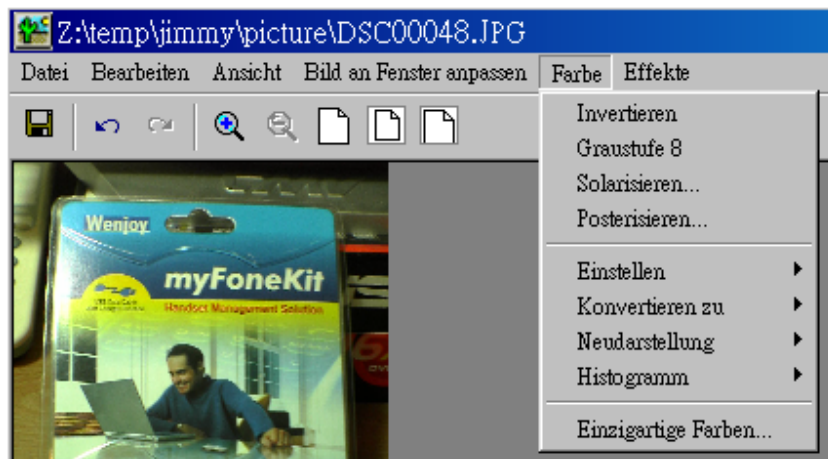 Z:\temp\jimmy\picture\DSC00048.JPG
Datei Bearbeiten Ansicht Bild an Fenster anpassen Farbe Effekte
Invertieren
Graustufe 8
Solarisieren...
Posterisieren...
Einstellen
Konvertieren zu
Neudarstellung
Histogramm
Einzigartige Farben...
Wenjoy
myFoneKit
Handset Management Solution